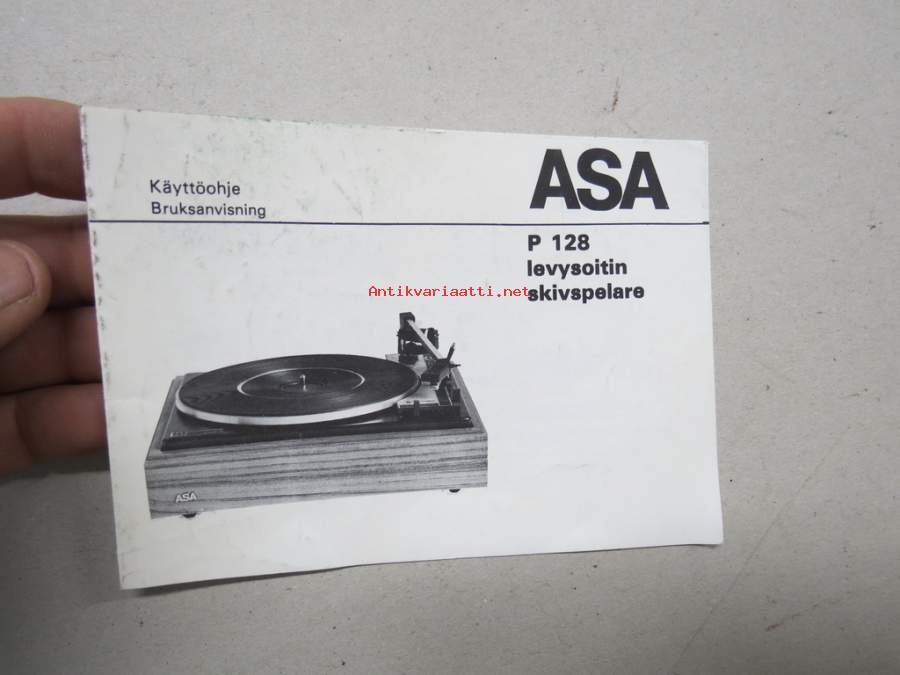 Käyttöohje
Bruksanvisning
ASA
P 128
levysoitin
skivspelare
Antikvariaatti.net
ASA